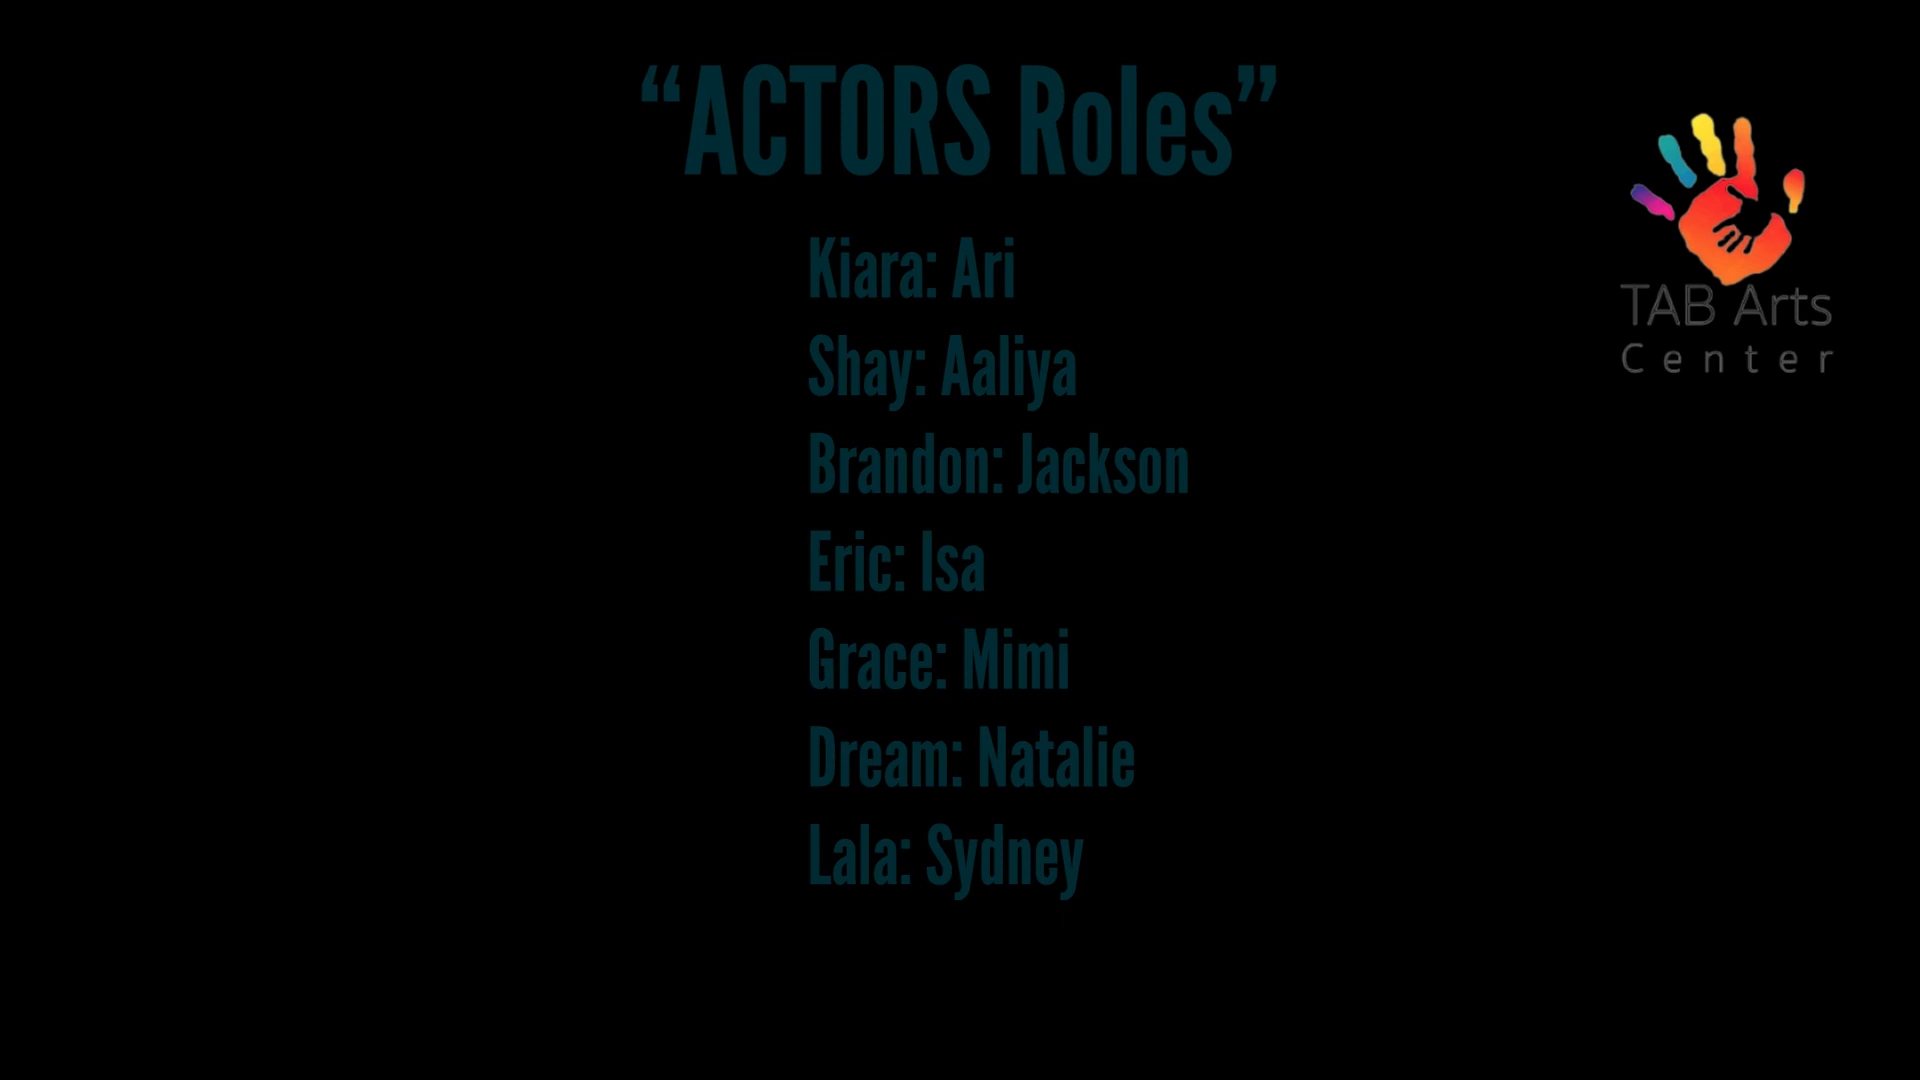 “ACTORS Roles”
Kiara: Ari
Shay: Aaliya
Brandon: Jackson
Eric: Isa
Grace: Mimi
Dream: Natalie
Lala: Sydney
TAB Arts
Center